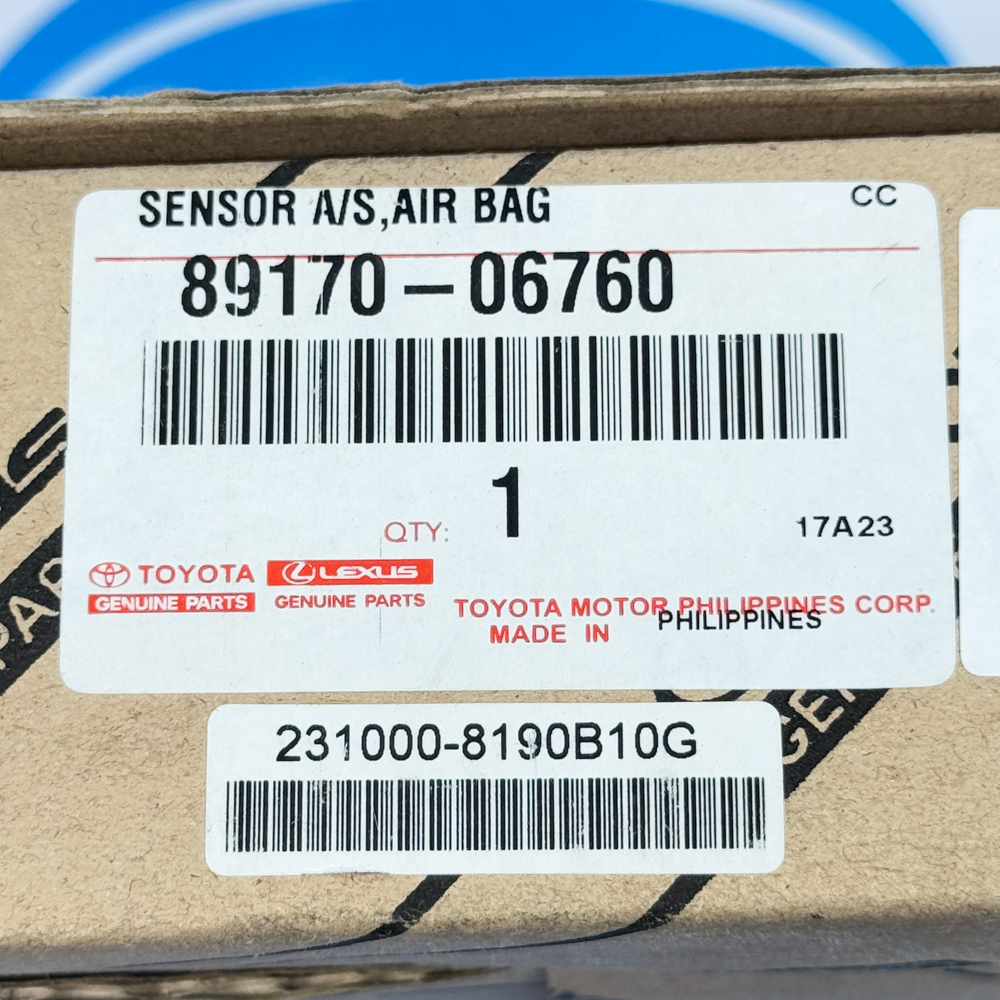 SENSOR A/S,AIR BAG
CC
89170-06760
QTY: 1
17A23
TOYOTA
GENUINE PARTS
LEXUS
GENUINE PARTS
TOYOTA MOTOR PHILIPPINES CORP.
MADE IN PHILIPPINES
231000-8190B10G